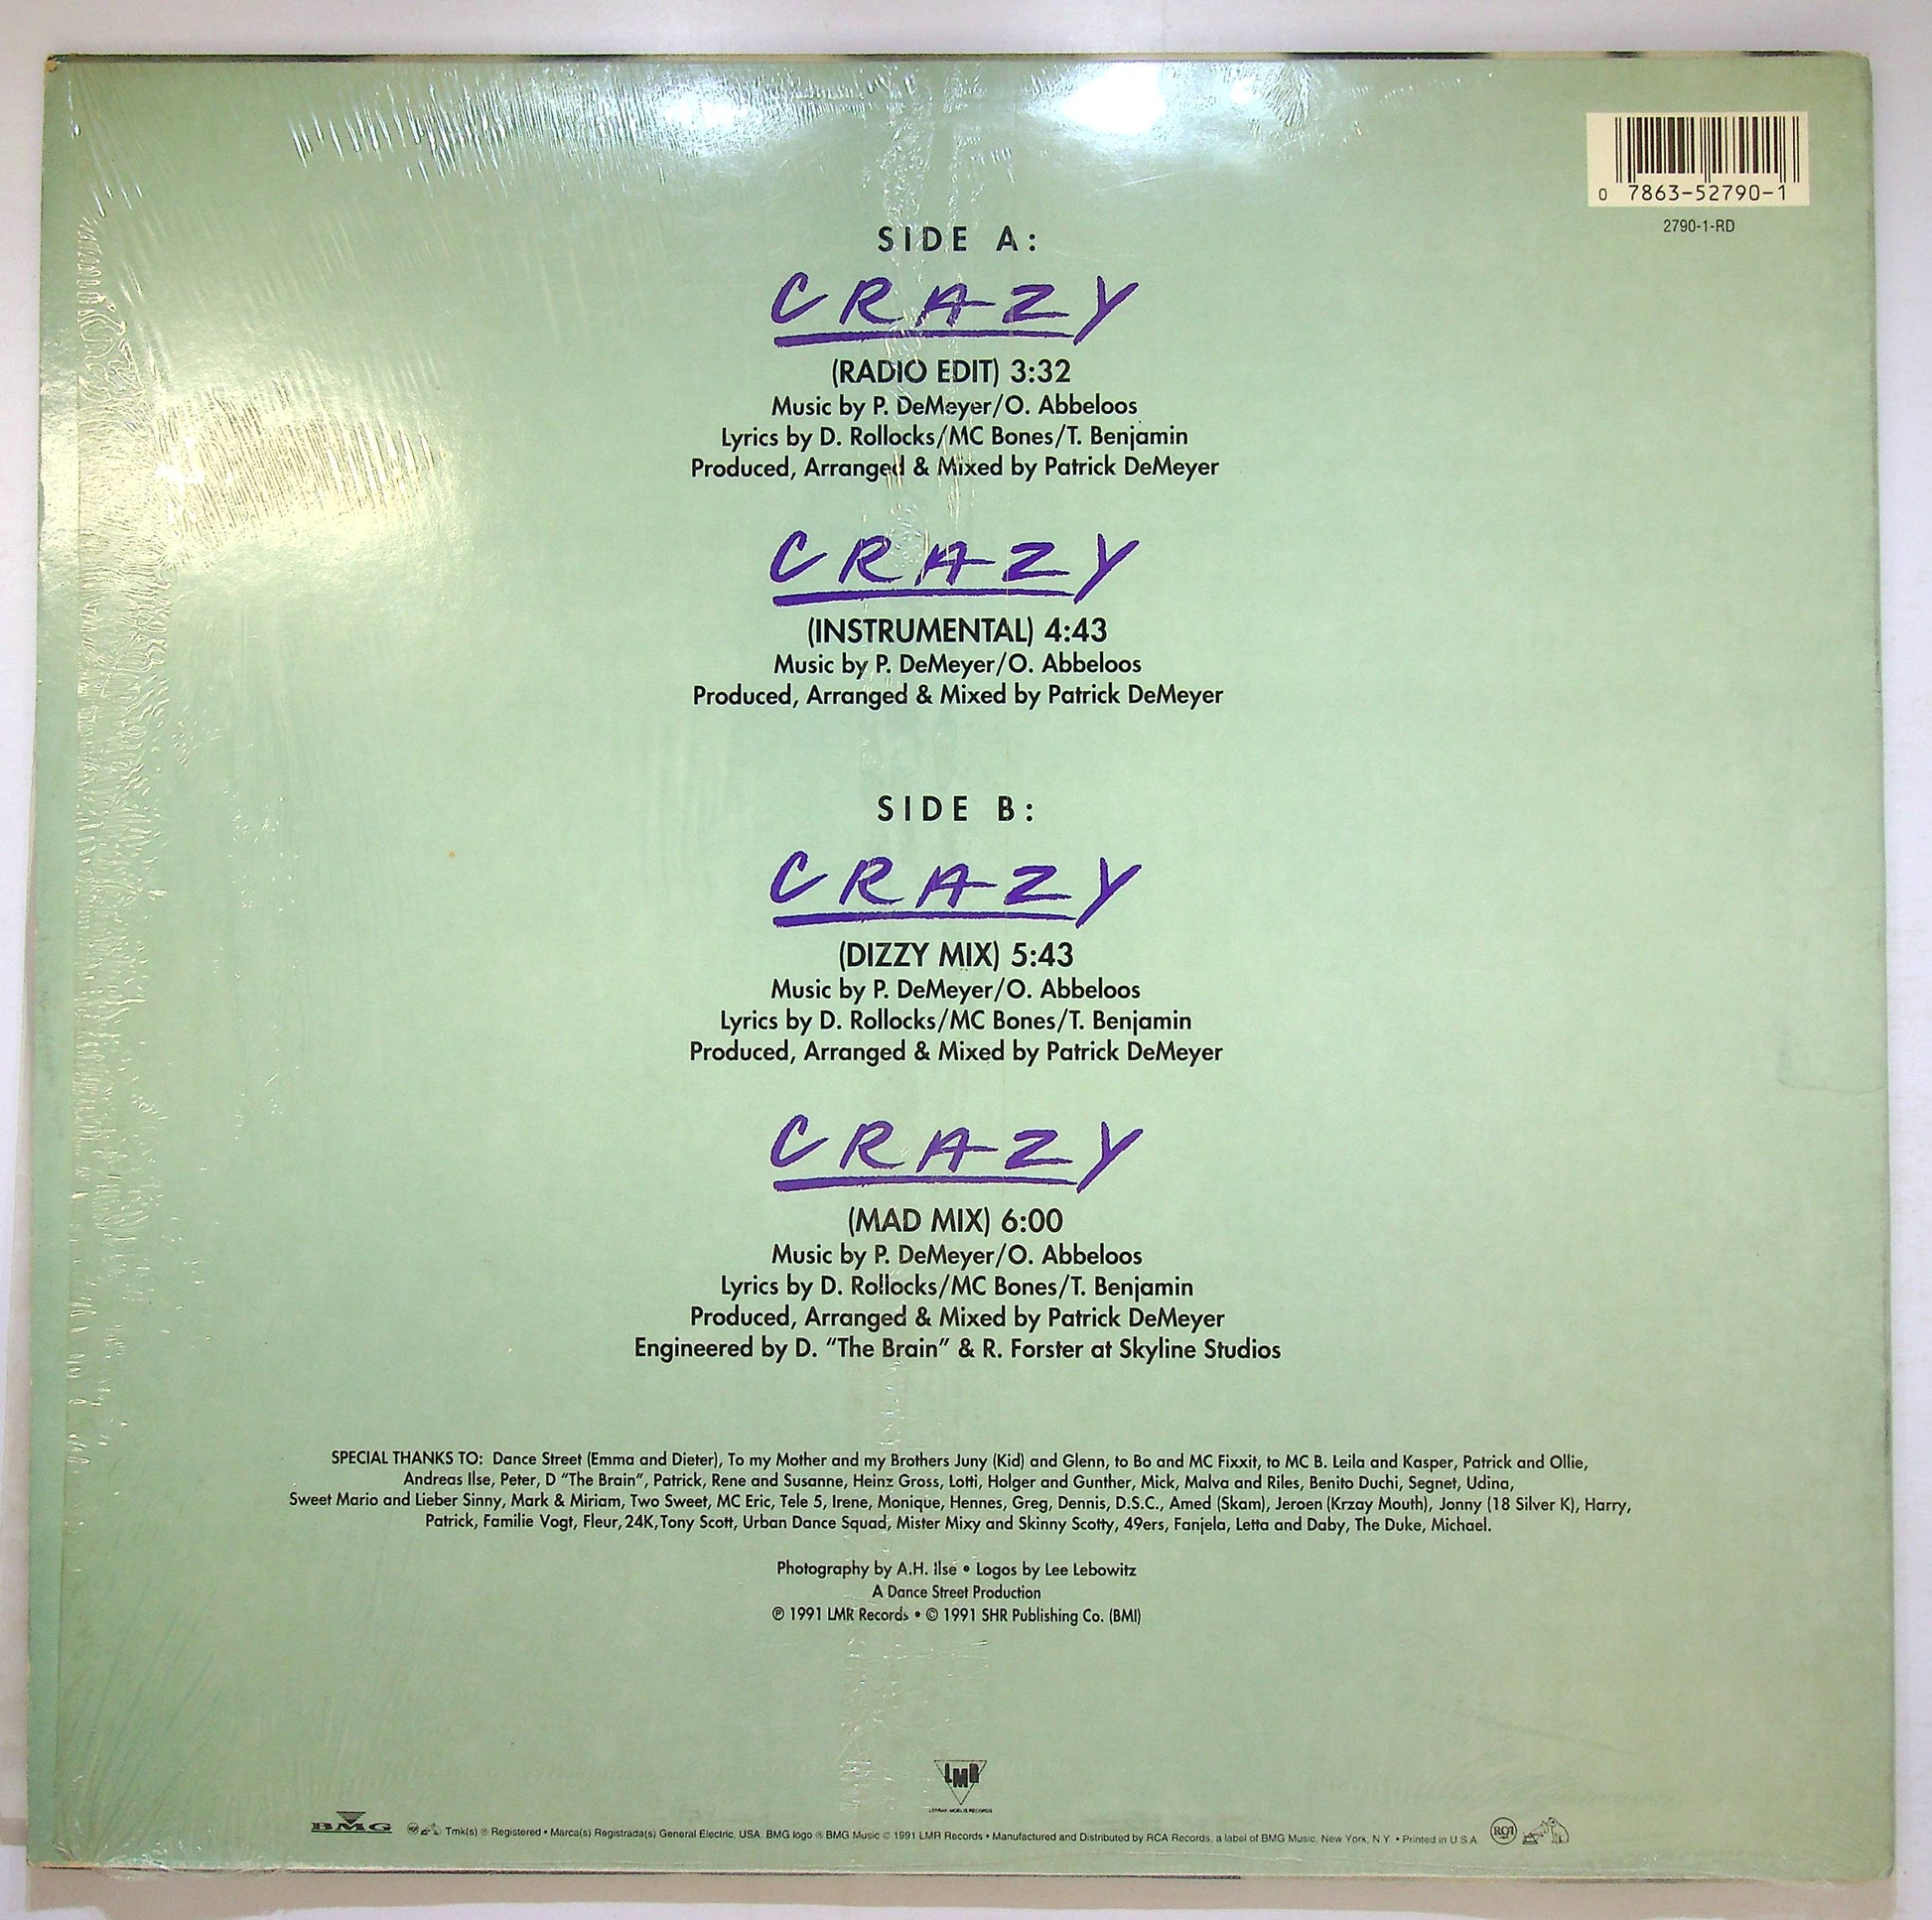 0 7863-52790-1
2790-1-RD
SIDE A:
CRAZY
(RADIO EDIT) 3:32
Music by P. DeMeyer/O. Abbeloos
Lyrics by D. Rollocks/MC Bones/T. Benjamin
Produced, Arranged & Mixed by Patrick DeMeyer
CRAZY
(INSTRUMENTAL) 4:43
Music by P. DeMeyer/O. Abbeloos
Produced, Arranged & Mixed by Patrick DeMeyer
SIDE B:
CRAZY
(DIZZY MIX) 5:43
Music by P. DeMeyer/O. Abbeloos
Lyrics by D. Rollocks/MC Bones/T. Benjamin
Produced, Arranged & Mixed by Patrick DeMeyer
CRAZY
(MAD MIX) 6:00
Music by P. DeMeyer/O. Abbeloos
Lyrics by D. Rollocks/MC Bones/T. Benjamin
Produced, Arranged & Mixed by Patrick DeMeyer
Engineered by D. “The Brain” & R. Forster at Skyline Studios
SPECIAL THANKS TO: Dance Street (Emma and Dieter), To my Mother and my Brothers Juny (Kid) and Glenn, to Bo and MC Fixxit, to MC B. Leila and Kasper, Patrick and Ollie,
Andreas Ilse, Peter, D “The Brain”, Patrick, Rene and Susanne, Heinz Gross, Lotti, Holger and Gunther, Mick, Malva and Riles, Benito Duchi, Segnet, Udina,
Sweet Mario and Lieber Sinny, Mark & Miriam, Two Sweet, MC Eric, Tele 5, Irene, Monique, Hennes, Greg, Dennis, D.S.C., Amed (Skam), Jeroen (Krzay Mouth), Jonny (18 Silver K), Harry,
Patrick, Familie Vogt, Fleur, 24K, Tony Scott, Urban Dance Squad, Mister Mixy and Skinny Scotty, 49ers, Fanjela, Letta and Daby, The Duke, Michael.
Photography by A.H. Ilse • Logos by Lee Lebowitz
A Dance Street Production
℗ 1991 LMR Records • © 1991 SHR Publishing Co. (BMI)
LMR
LEFRAK-MOELIS RECORDS
BMG Tmk(s) ® Registered • Marca(s) Registrada(s) General Electric, USA. BMG logo ® BMG Music © 1991 LMR Records • Manufactured and Distributed by RCA Records, a label of BMG Music, New York, N.Y. • Printed in U.S.A. RCA